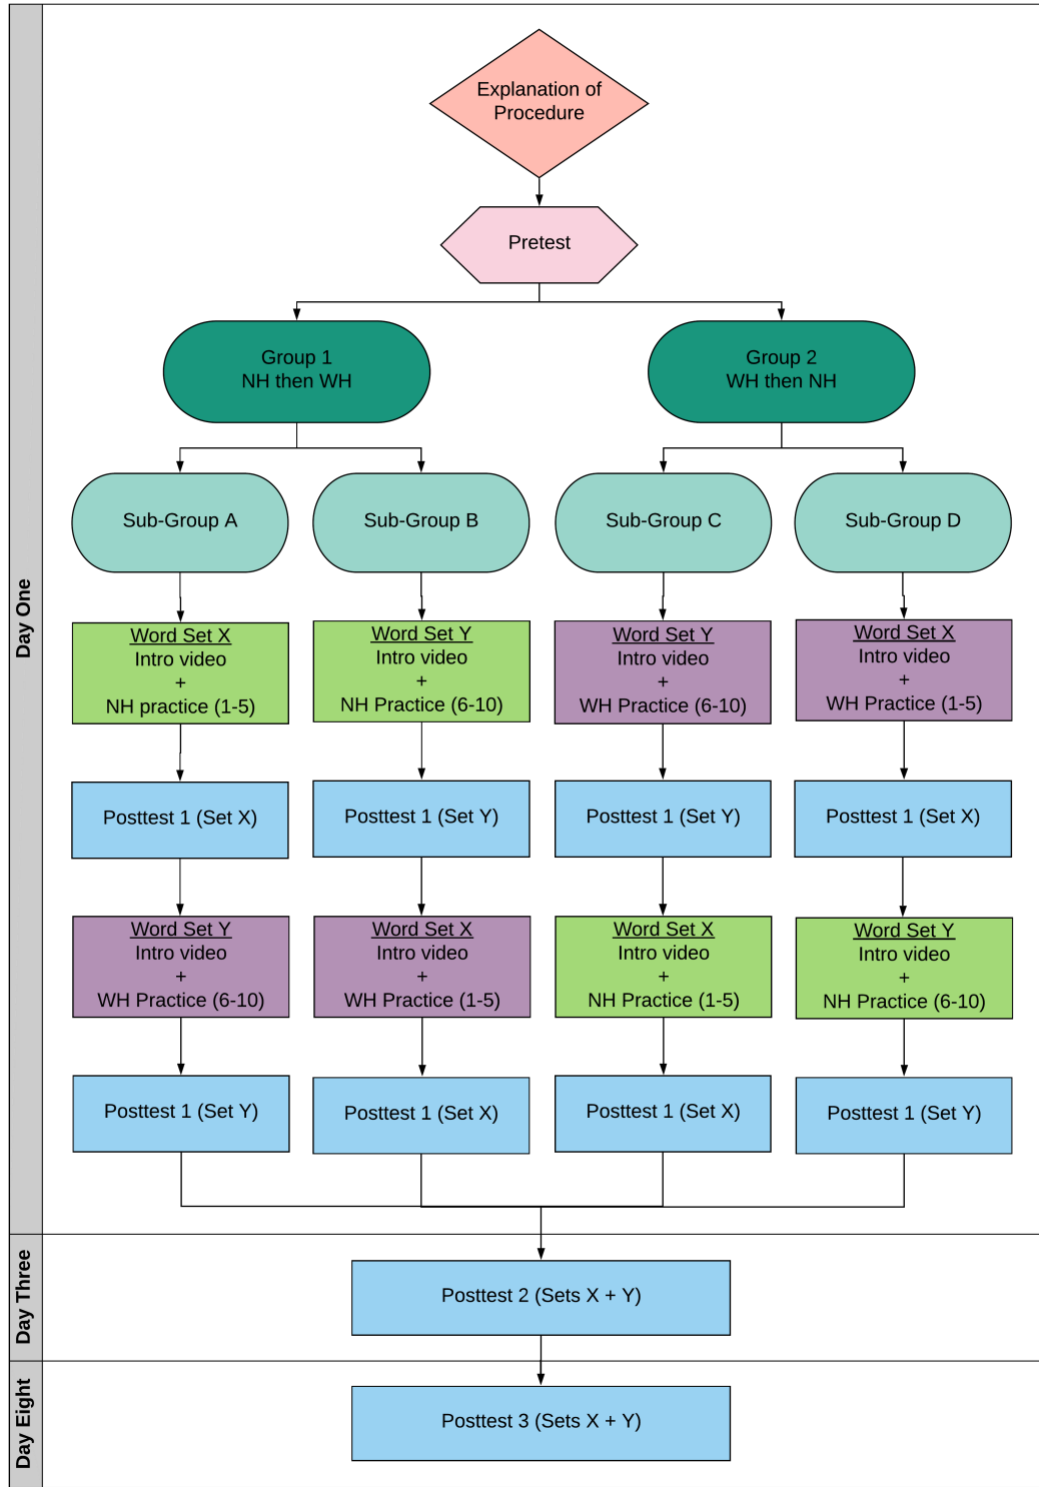 Explanation of
Procedure
Pretest
Group 1
NH then WH
Group 2
WH then NH
Sub-Group A
Sub-Group B
Sub-Group C
Sub-Group D
Day One
Word Set X
Intro video
+
NH practice (1-5)
Word Set Y
Intro video
+
NH Practice (6-10)
Word Set Y
Intro video
+
WH Practice (6-10)
Word Set X
Intro video
+
WH Practice (1-5)
Posttest 1 (Set X)
Posttest 1 (Set Y)
Posttest 1 (Set Y)
Posttest 1 (Set X)
Word Set Y
Intro video
+
WH Practice (6-10)
Word Set X
Intro video
+
WH Practice (1-5)
Word Set X
Intro video
+
NH Practice (1-5)
Word Set Y
Intro video
+
NH Practice (6-10)
Posttest 1 (Set Y)
Posttest 1 (Set X)
Posttest 1 (Set X)
Posttest 1 (Set Y)
Day Three
Posttest 2 (Sets X + Y)
Day Eight
Posttest 3 (Sets X + Y)